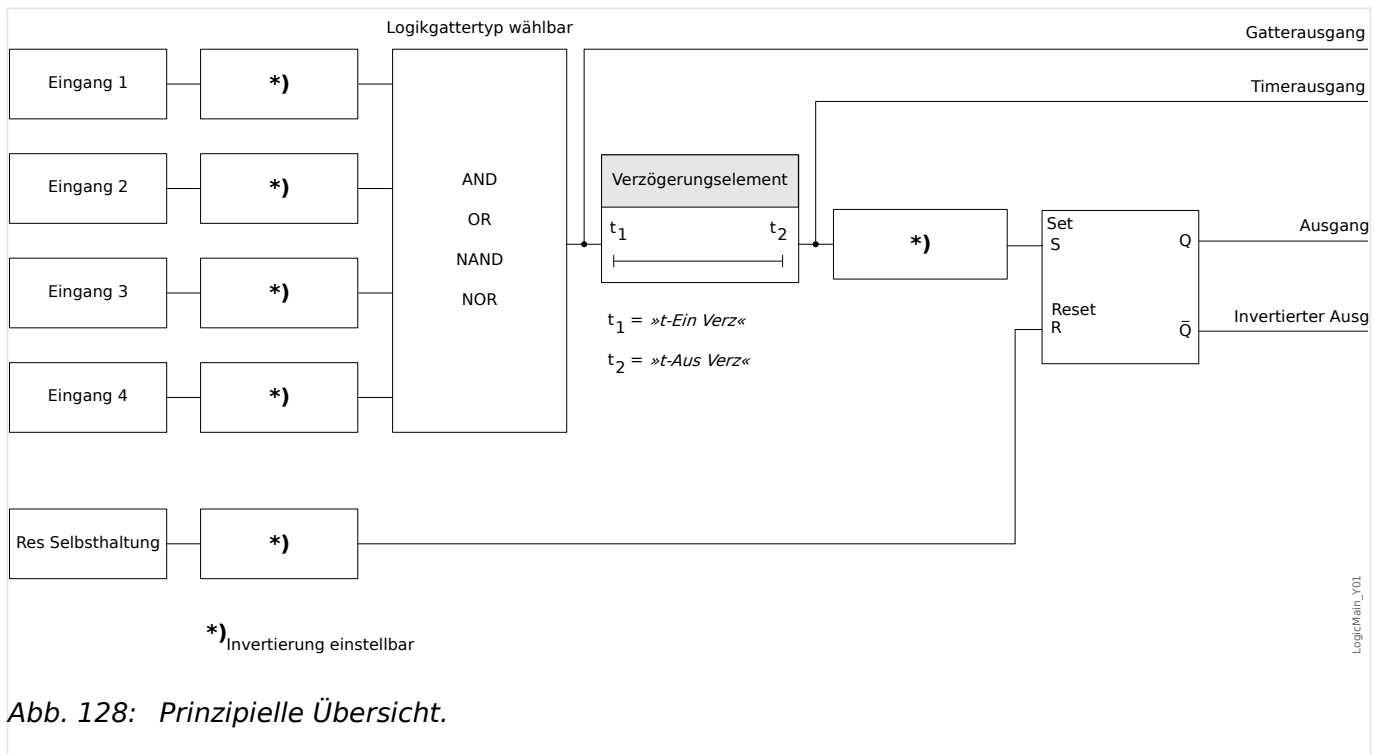 Logikgattertyp wählbar
Gatterausgang
Timerausgang
Eingang 1
*)
Eingang 2
*)
Eingang 3
*)
Eingang 4
*)
AND
OR
NAND
NOR
Verzögerungselement
t1
t2
t1 = »t-Ein Verz«
t2 = »t-Aus Verz«
*)
Set
S
Q
Reset
R
Q̅
Ausgang
Invertierter Ausg
Res Selbsthaltung
*)
*) Invertierung einstellbar
LogicMain_Y01
Abb. 128: Prinzipielle Übersicht.